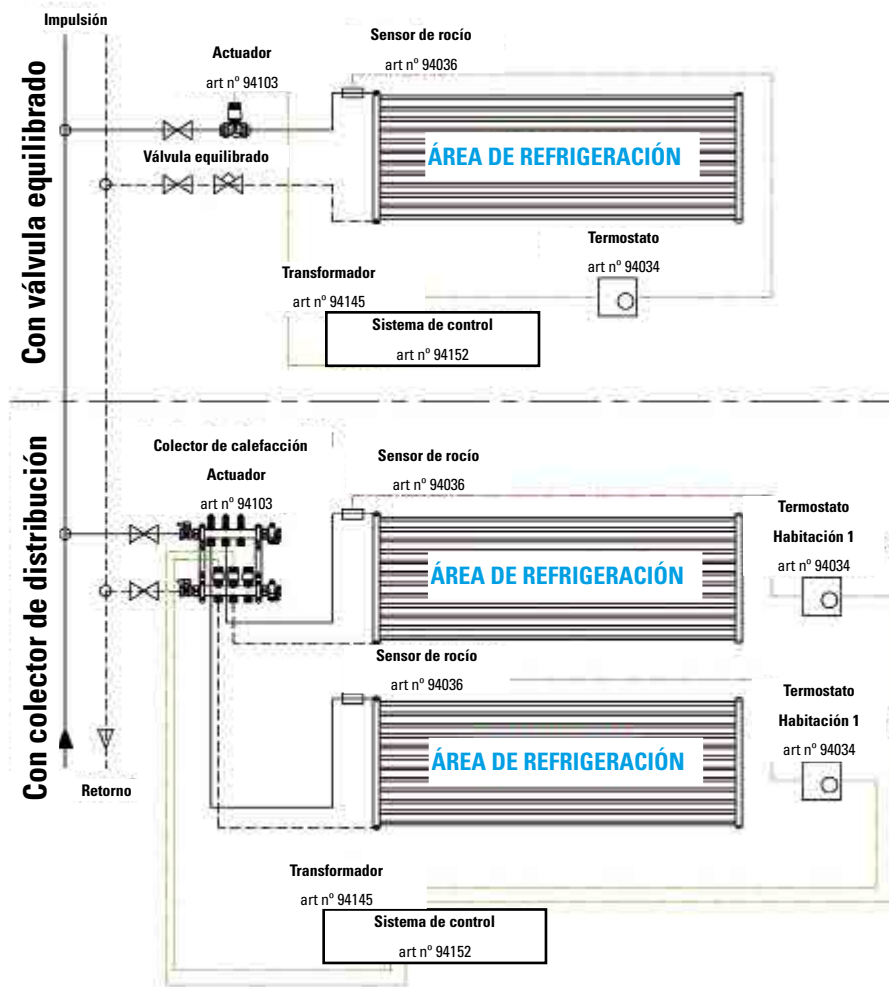 Impulsión
Con válvula equilibrado
Actuador
art nº 94103
Sensor de rocío
art nº 94036
ÁREA DE REFRIGERACIÓN
Válvula equilibrado
Termostato
art nº 94034
Transformador
art nº 94145
Sistema de control
art nº 94152
Con colector de distribución
Colector de calefacción
Actuador
art nº 94103
Sensor de rocío
art nº 94036
ÁREA DE REFRIGERACIÓN
Termostato
Habitación 1
art nº 94034
Sensor de rocío
art nº 94036
ÁREA DE REFRIGERACIÓN
Termostato
Habitación 1
art nº 94034
Retorno
Transformador
art nº 94145
Sistema de control
art nº 94152